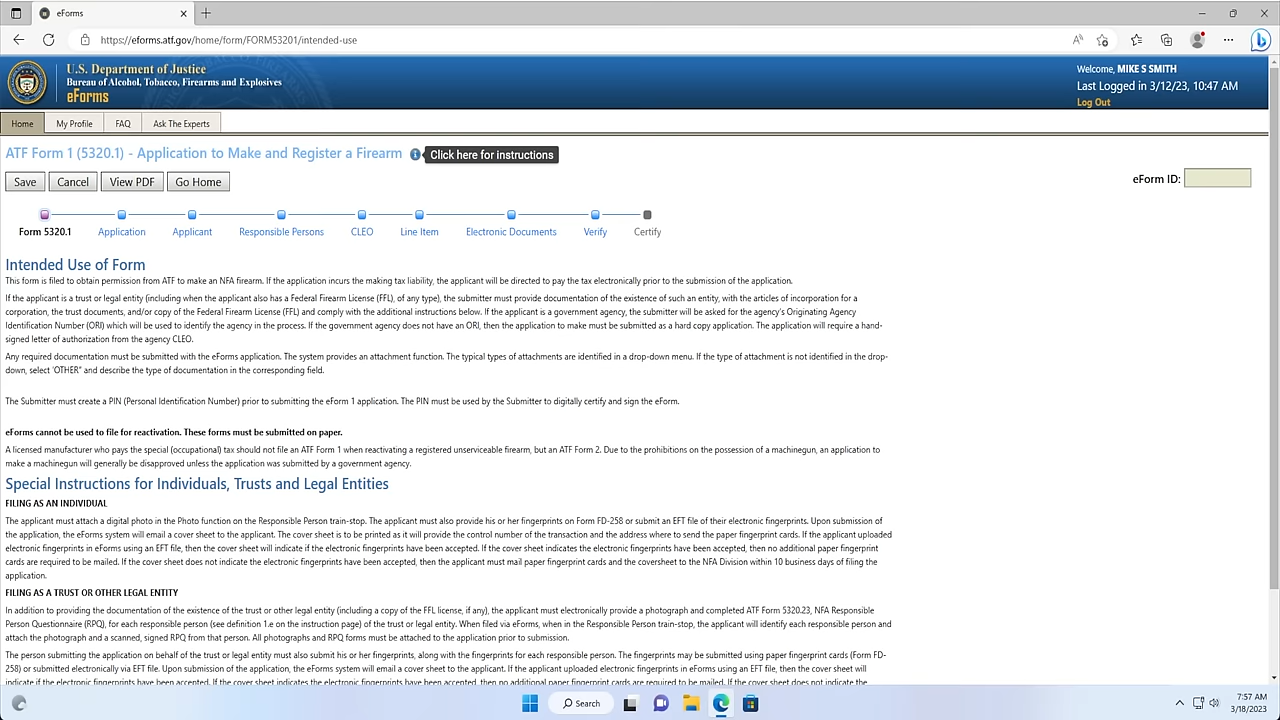 eForms
https://eforms.atf.gov/home/form/FORM53201/intended-use
U.S. Department of Justice
Bureau of Alcohol, Tobacco, Firearms and Explosives
eForms
Welcome, MIKE S SMITH
Last Logged in 3/12/23, 10:47 AM
Log Out
Home My Profile FAQ Ask The Experts
ATF Form 1 (5320.1) - Application to Make and Register a Firearm Click here for instructions
Save Cancel View PDF Go Home eForm ID:
Form 5320.1 Application Applicant Responsible Persons CLEO Line Item Electronic Documents Verify Certify
Intended Use of Form
This form is filed to obtain permission from ATF to make an NFA firearm. If the application incurs the making tax liability, the applicant will be directed to pay the tax electronically prior to the submission of the application.
If the applicant is a trust or legal entity (including when the applicant also has a Federal Firearm License (FFL), of any type), the submitter must provide documentation of the existence of such an entity, with the articles of incorporation for a
corporation, the trust documents, and/or copy of the Federal Firearm License (FFL) and comply with the additional instructions below. If the applicant is a government agency, the submitter will be asked for the agency's Originating Agency
Identification Number (ORI) which will be used to identify the agency in the process. If the government agency does not have an ORI, then the application to make must be submitted as a hard copy application. The application will require a hand-
signed letter of authorization from the agency CLEO.
Any required documentation must be submitted with the eForms application. The system provides an attachment function. The typical types of attachments are identified in a drop-down menu. If the type of attachment is not identified in the drop-
down, select 'OTHER" and describe the type of documentation in the corresponding field.
The Submitter must create a PIN (Personal Identification Number) prior to submitting the eForm 1 application. The PIN must be used by the Submitter to digitally certify and sign the eForm.
eForms cannot be used to file for reactivation. These forms must be submitted on paper.
A licensed manufacturer who pays the special (occupational) tax should not file an ATF Form 1 when reactivating a registered unserviceable firearm, but an ATF Form 2. Due to the prohibitions on the possession of a machinegun, an application to
make a machinegun will generally be disapproved unless the application was submitted by a government agency.
Special Instructions for Individuals, Trusts and Legal Entities
FILING AS AN INDIVIDUAL
The applicant must attach a digital photo in the Photo function on the Responsible Person train-stop. The applicant must also provide his or her fingerprints on Form FD-258 or submit an EFT file of their electronic fingerprints. Upon submission of
the application, the eForms system will email a cover sheet to the applicant. The cover sheet is to be printed as it will provide the control number of the transaction and the address where to send the paper fingerprint cards. If the applicant uploaded
electronic fingerprints in eForms using an EFT file, then the cover sheet will indicate if the electronic fingerprints have been accepted. If the cover sheet indicates the electronic fingerprints have been accepted, then no additional paper fingerprint
cards are required to be mailed. If the cover sheet does not indicate the electronic fingerprints have been accepted, then the applicant must mail paper fingerprint cards and the coversheet to the NFA Division within 10 business days of filing the
application.
FILING AS A TRUST OR OTHER LEGAL ENTITY
In addition to providing the documentation of the existence of the trust or other legal entity (including a copy of the FFL license, if any), the applicant must electronically provide a photograph and completed ATF Form 5320.23, NFA Responsible
Person Questionnaire (RPQ), for each responsible person (see definition 1.e on the instruction page) of the trust or legal entity. When filed via eForms, when in the Responsible Person train-stop, the applicant will identify each responsible person and
attach the photograph and a scanned, signed RPQ from that person. All photographs and RPQ forms must be attached to the application prior to submission.
The person submitting the application on behalf of the trust or legal entity must also submit his or her fingerprints, along with the fingerprints for each responsible person. The fingerprints may be submitted using paper fingerprint cards (Form FD-
258) or submitted electronically via EFT file. Upon submission of the application, the eForms system will email a cover sheet to the applicant. If the applicant uploaded electronic fingerprints in eForms using an EFT file, then the cover sheet will
indicate if the electronic fingerprints have been accepted. If the cover sheet indicates the electronic fingerprints have been accepted, then no additional paper fingerprint cards are required to be mailed. If the cover sheet does not indicate the
Search
7:57 AM
3/18/2023